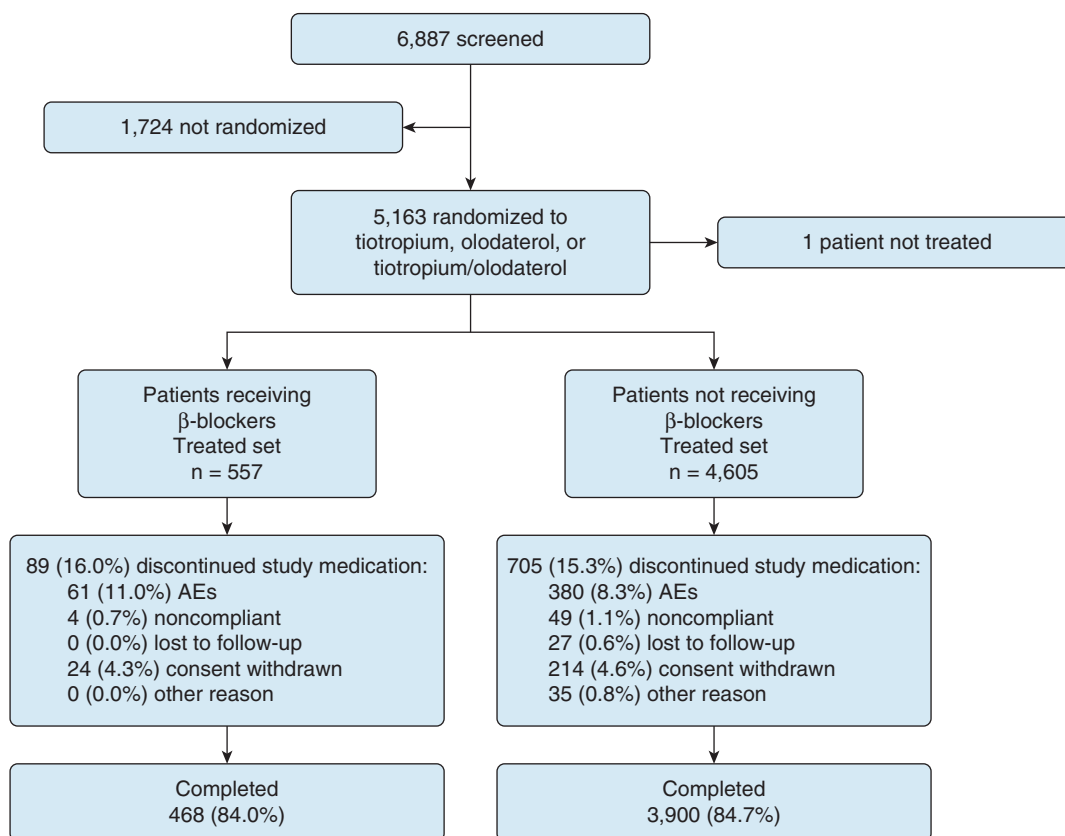 6,887 screened
1,724 not randomized
5,163 randomized to
tiotropium, olodaterol, or
tiotropium/olodaterol
1 patient not treated
Patients receiving
β-blockers
Treated set
n = 557
Patients not receiving
β-blockers
Treated set
n = 4,605
89 (16.0%) discontinued study medication:
61 (11.0%) AEs
4 (0.7%) noncompliant
0 (0.0%) lost to follow-up
24 (4.3%) consent withdrawn
0 (0.0%) other reason
705 (15.3%) discontinued study medication:
380 (8.3%) AEs
49 (1.1%) noncompliant
27 (0.6%) lost to follow-up
214 (4.6%) consent withdrawn
35 (0.8%) other reason
Completed
468 (84.0%)
Completed
3,900 (84.7%)